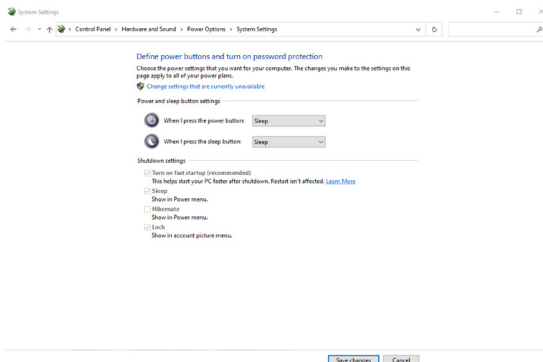 System Settings
Control Panel > Hardware and Sound > Power Options > System Settings
Define power buttons and turn on password protection
Choose the power settings that you want for your computer. The changes you make to the settings on this
page apply to all of your power plans.
Change settings that are currently unavailable
Power and sleep button settings
When I press the power button: Sleep
When I press the sleep button: Sleep
Shutdown settings
Turn on fast startup (recommended)
This helps start your PC faster after shutdown. Restart isn't affected. Learn More
Sleep
Show in Power menu.
Hibernate
Show in Power menu.
Lock
Show in account picture menu.
Save changes Cancel